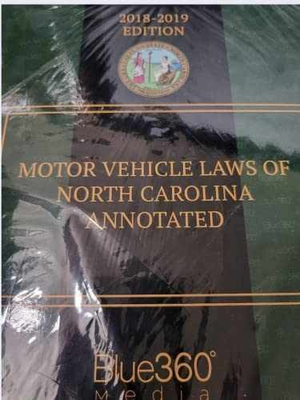 2018-2019
EDITION
MOTOR VEHICLE LAWS OF
NORTH CAROLINA
ANNOTATED
Blue360°
Media